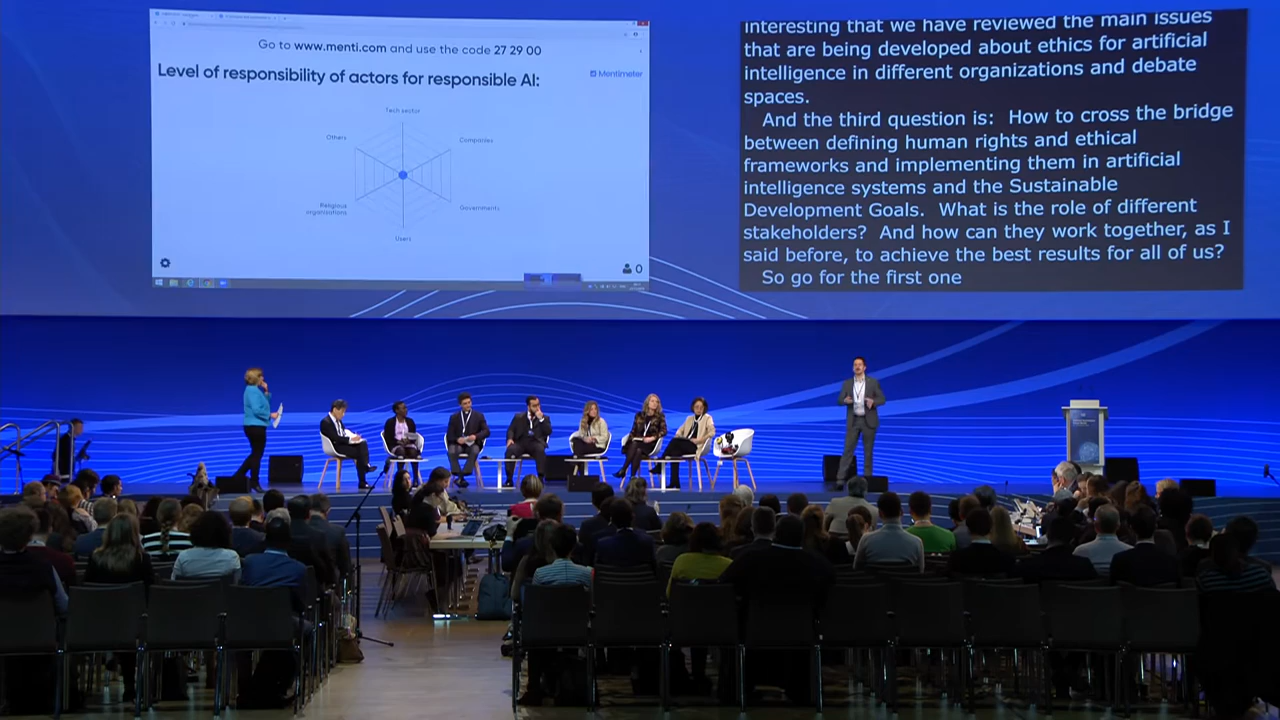 Go to www.menti.com and use the code 27 29 00
Level of responsibility of actors for responsible AI:
Mentimeter
Tech sector
Others
Companies
Religious
organisations
Governments
Users
0
interesting that we have reviewed the main issues
that are being developed about ethics for artificial
intelligence in different organizations and debate
spaces.
And the third question is: How to cross the bridge
between defining human rights and ethical
frameworks and implementing them in artificial
intelligence systems and the Sustainable
Development Goals. What is the role of different
stakeholders? And how can they work together, as I
said before, to achieve the best results for all of us?
So go for the first one